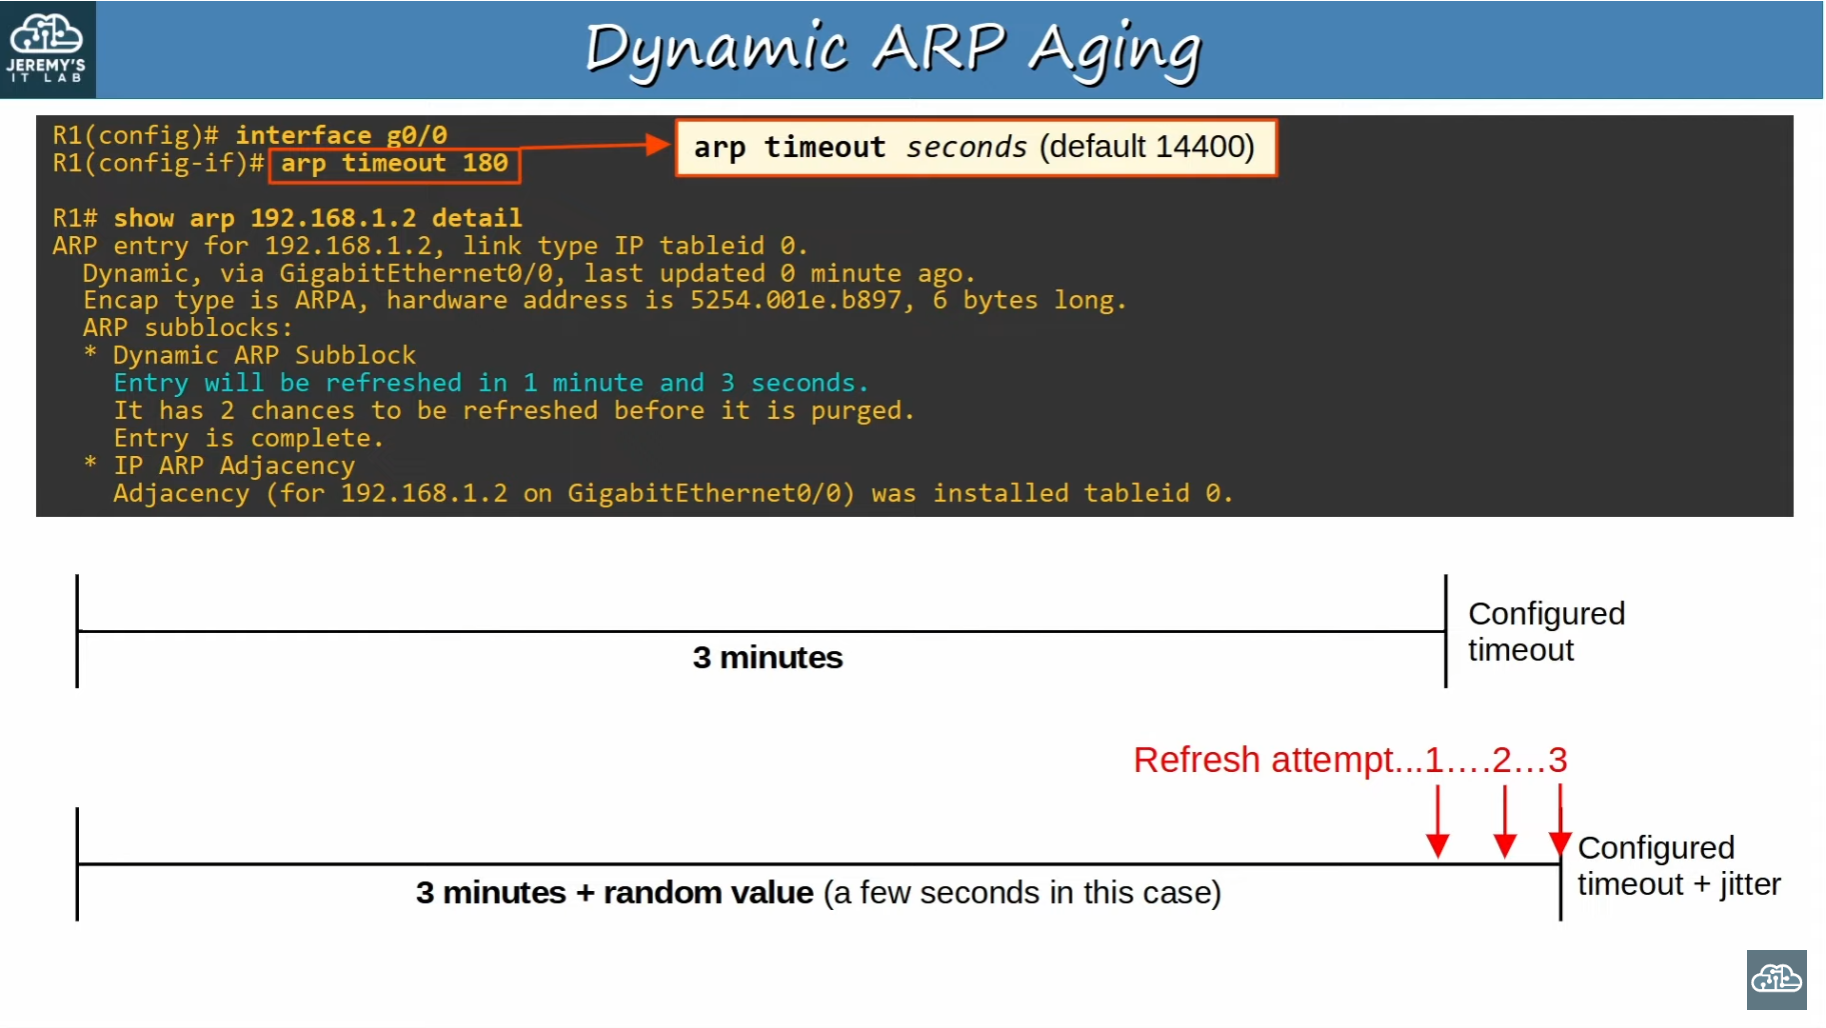 JEREMY'S
IT LAB
Dynamic ARP Aging
R1(config)# interface g0/0
R1(config-if)# arp timeout 180
arp timeout seconds (default 14400)
R1# show arp 192.168.1.2 detail
ARP entry for 192.168.1.2, link type IP tableid 0.
Dynamic, via GigabitEthernet0/0, last updated 0 minute ago.
Encap type is ARPA, hardware address is 5254.001e.b897, 6 bytes long.
ARP subblocks:
* Dynamic ARP Subblock
Entry will be refreshed in 1 minute and 3 seconds.
It has 2 chances to be refreshed before it is purged.
Entry is complete.
* IP ARP Adjacency
Adjacency (for 192.168.1.2 on GigabitEthernet0/0) was installed tableid 0.
Configured
timeout
3 minutes
Refresh attempt...1....2...3
Configured
timeout + jitter
3 minutes + random value (a few seconds in this case)